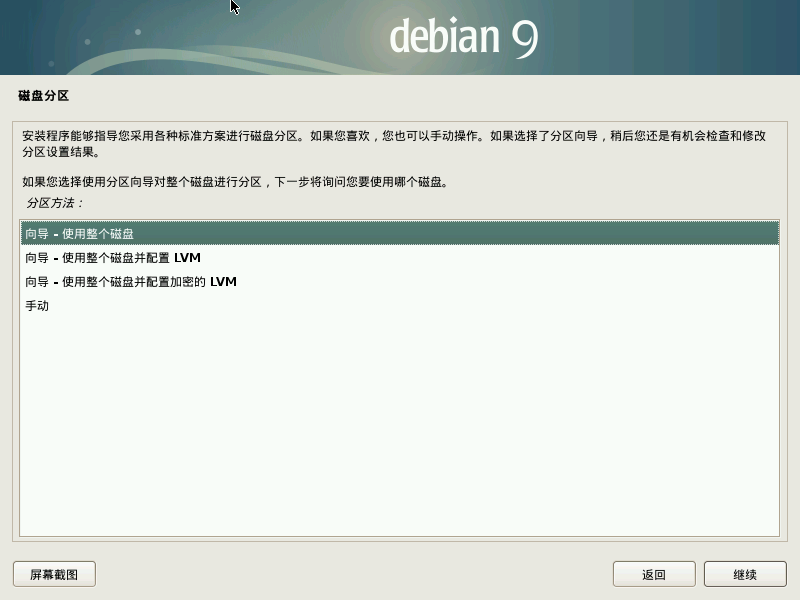 debian 9
磁盘分区
安装程序能够指导您采用各种标准方案进行磁盘分区。如果您喜欢，您也可以手动操作。如果选择了分区向导，稍后您还是有机会检查和修改
分区设置结果。
如果您选择使用分区向导对整个磁盘进行分区，下一步将询问您要使用哪个磁盘。
分区方法：
向导 - 使用整个磁盘
向导 - 使用整个磁盘并配置 LVM
向导 - 使用整个磁盘并配置加密的 LVM
手动
屏幕截图
返回
继续